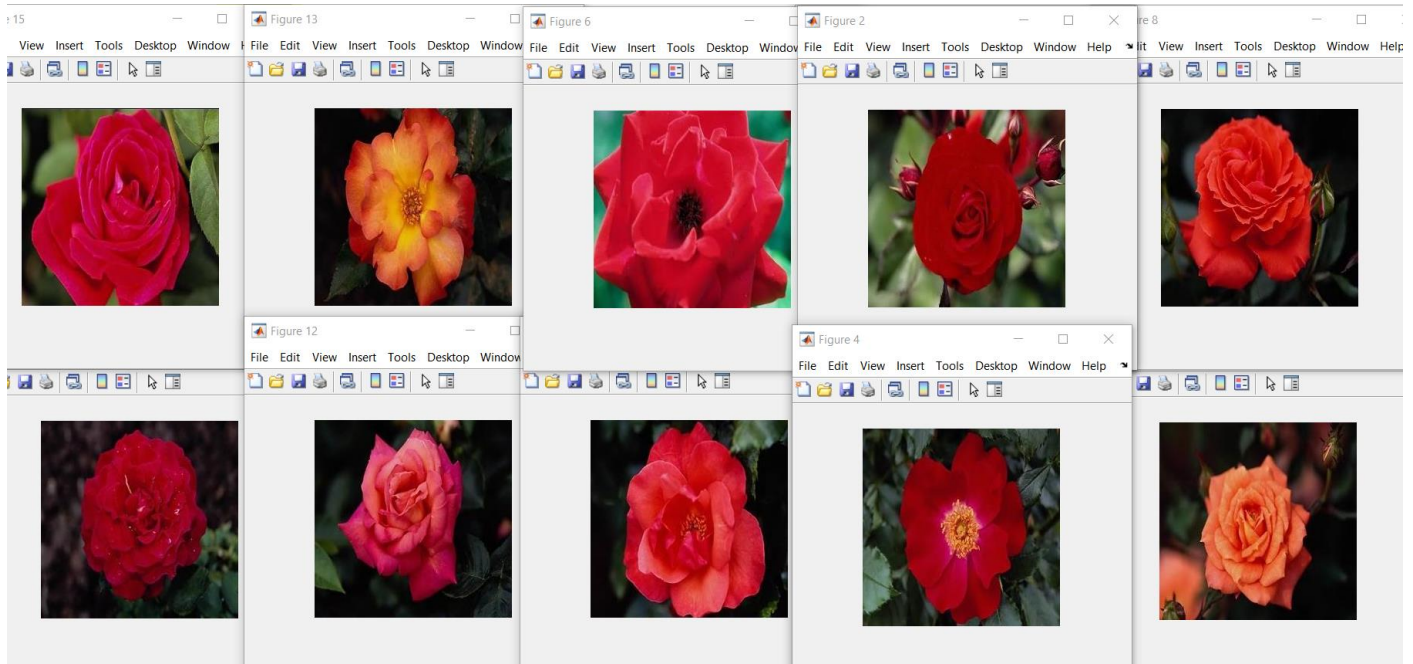 e 15
View Insert Tools Desktop Window H
Figure 13
File Edit View Insert Tools Desktop Window
Figure 6
File Edit View Insert Tools Desktop Window
Figure 2
File Edit View Insert Tools Desktop Window Help
re 8
dit View Insert Tools Desktop Window Help
Figure 12
File Edit View Insert Tools Desktop Window
Figure 4
File Edit View Insert Tools Desktop Window Help